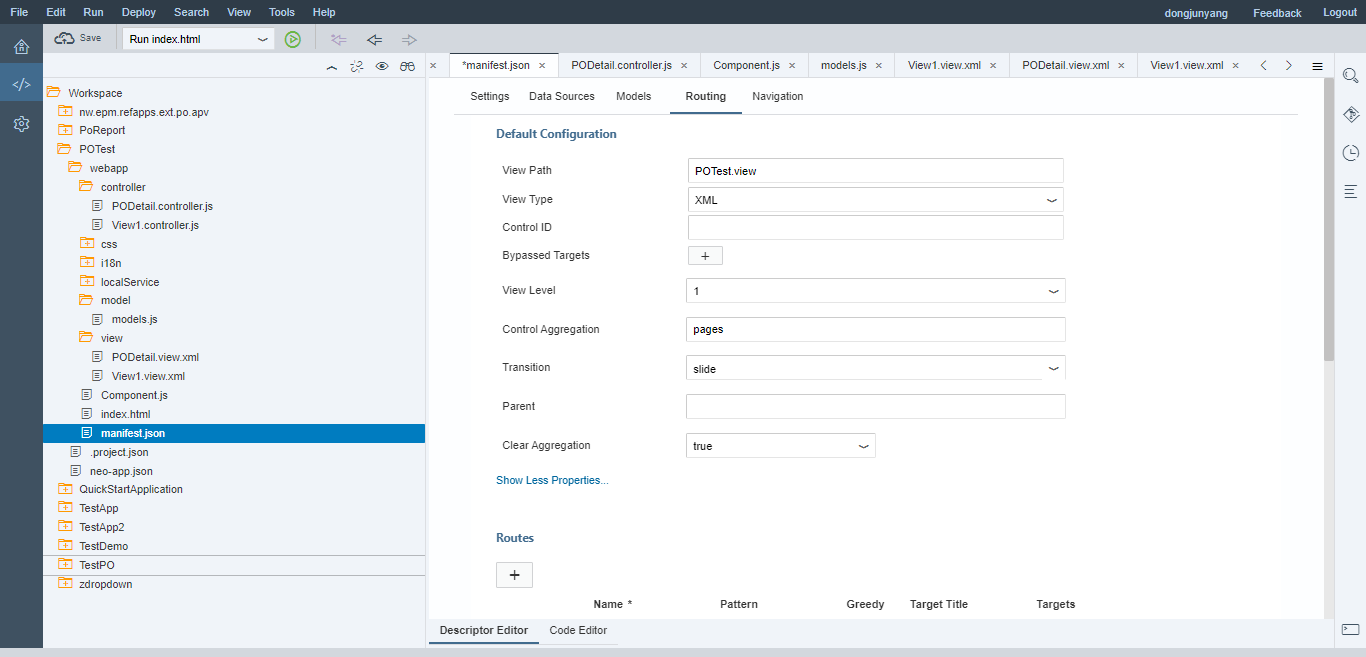 File Edit Run Deploy Search View Tools Help dongjunyang Feedback Logout
Save Run index.html
*manifest.json × PODetail.controller.js × Component.js × models.js × View1.view.xml × PODetail.view.xml × View1.view.xml ×
Workspace
nw.epm.refapps.ext.po.apv
PoReport
POTest
webapp
controller
PODetail.controller.js
View1.controller.js
css
i18n
localService
model
models.js
view
PODetail.view.xml
View1.view.xml
Component.js
index.html
manifest.json
.project.json
neo-app.json
QuickStartApplication
TestApp
TestApp2
TestDemo
TestPO
zdropdown
Settings Data Sources Models Routing Navigation
Default Configuration
View Path POTest.view
View Type XML
Control ID
Bypassed Targets +
View Level 1
Control Aggregation pages
Transition slide
Parent
Clear Aggregation true
Show Less Properties...
Routes
+
Name * Pattern Greedy Target Title Targets
Descriptor Editor Code Editor